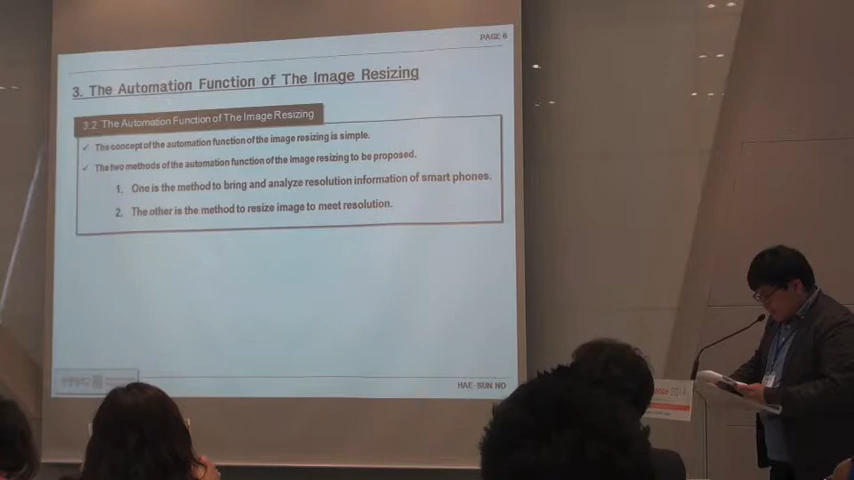 PAGE 6
3. The Automation Function of The Image Resizing
3.2 The Automation Function of The Image Resizing
✓ The concept of the automation function of the image resizing is simple.
✓ The two methods of the automation function of the image resizing to be proposed.
1. One is the method to bring and analyze resolution information of smart phones.
2. The other is the method to resize image to meet resolution.
HAE-SUN NO
2014